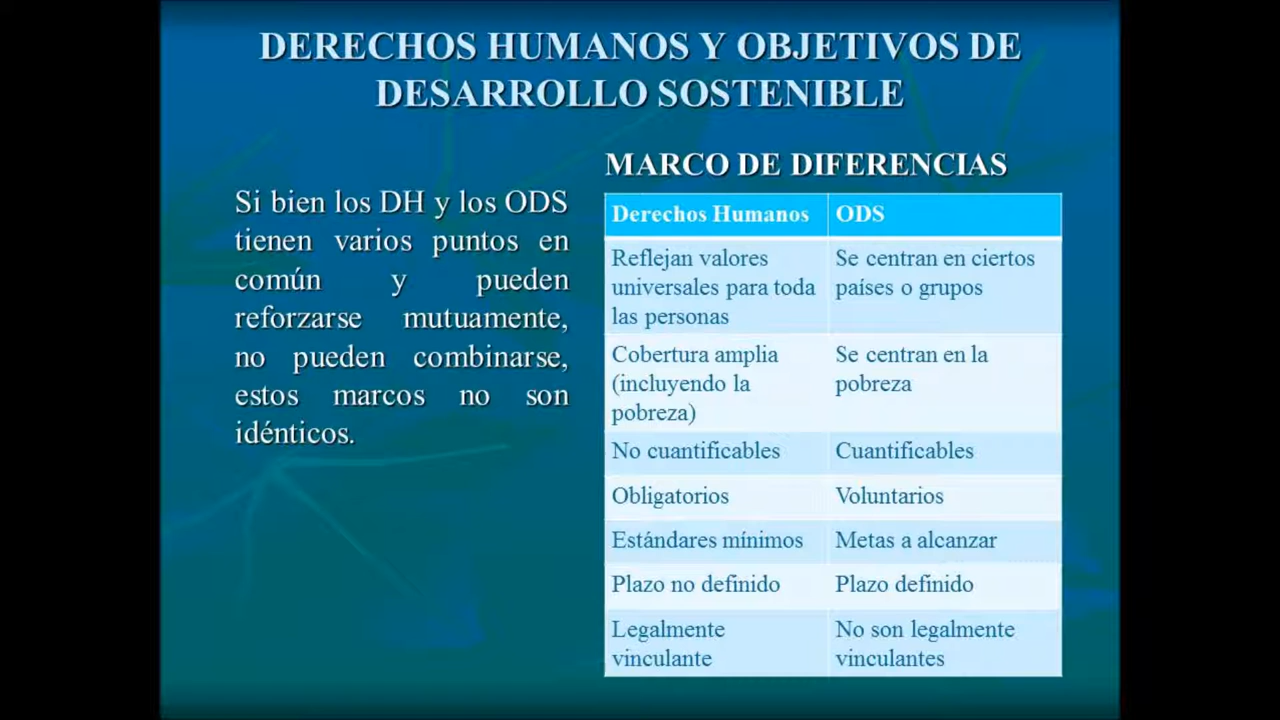 DERECHOS HUMANOS Y OBJETIVOS DE
DESARROLLO SOSTENIBLE
Si bien los DH y los ODS
tienen varios puntos en
común y pueden
reforzarse mutuamente,
no pueden combinarse,
estos marcos no son
idénticos.
MARCO DE DIFERENCIAS
Derechos Humanos ODS
Reflejan valores
universales para toda
las personas
Se centran en ciertos
países o grupos
Cobertura amplia
(incluyendo la
pobreza)
Se centran en la
pobreza
No cuantificables Cuantificables
Obligatorios Voluntarios
Estándares mínimos Metas a alcanzar
Plazo no definido Plazo definido
Legalmente
vinculante
No son legalmente
vinculantes